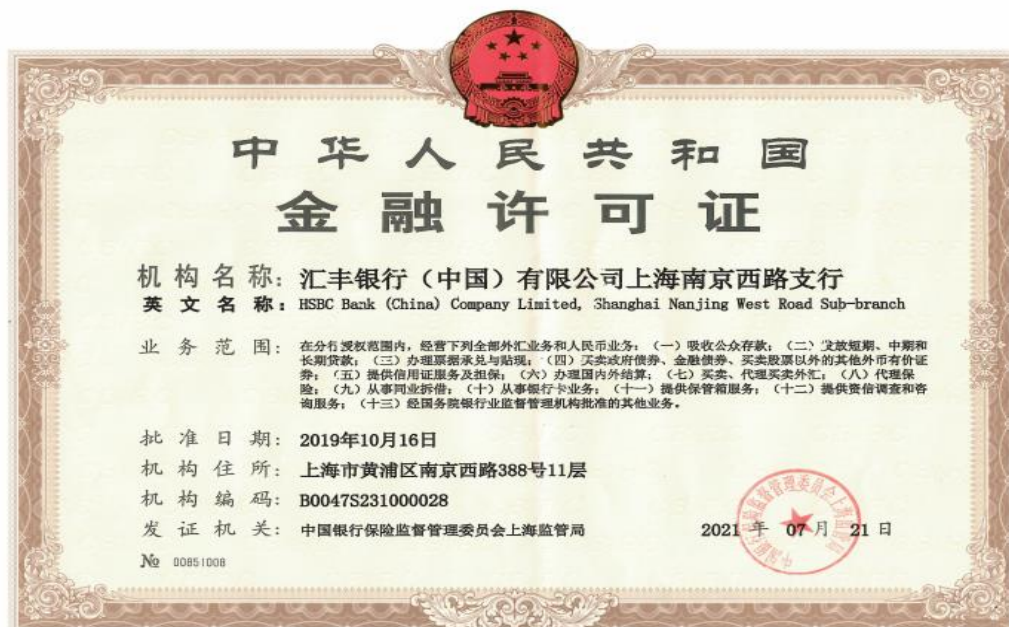 中华人民共和国
金融许可证
机构名称：汇丰银行（中国）有限公司上海南京西路支行
英文名称：HSBC Bank (China) Company Limited, Shanghai Nanjing West Road Sub-branch
业务范围：在分行授权范围内，经营下列全部外汇业务和人民币业务；（一）吸收公众存款；（二）发放短期、中期和
长期贷款；（三）办理票据承兑与贴现；（四）买卖政府债券、金融债券、买卖股票以外的其他外币有价证
券；（五）提供信用证服务及担保；（六）办理国内外结算；（七）买卖、代理买卖外汇；（八）代理保
险；（九）从事同业拆借；（十）从事银行卡业务；（十一）提供保管箱服务；（十二）提供资信调查和咨
询服务；（十三）经国务院银行业监督管理机构批准的其他业务。
批准日期：2019年10月16日
机构住所：上海市黄浦区南京西路388号11层
机构编码：B0047S231000028
发证机关：中国银行保险监督管理委员会上海监管局 2021年07月21日
№ 00851008